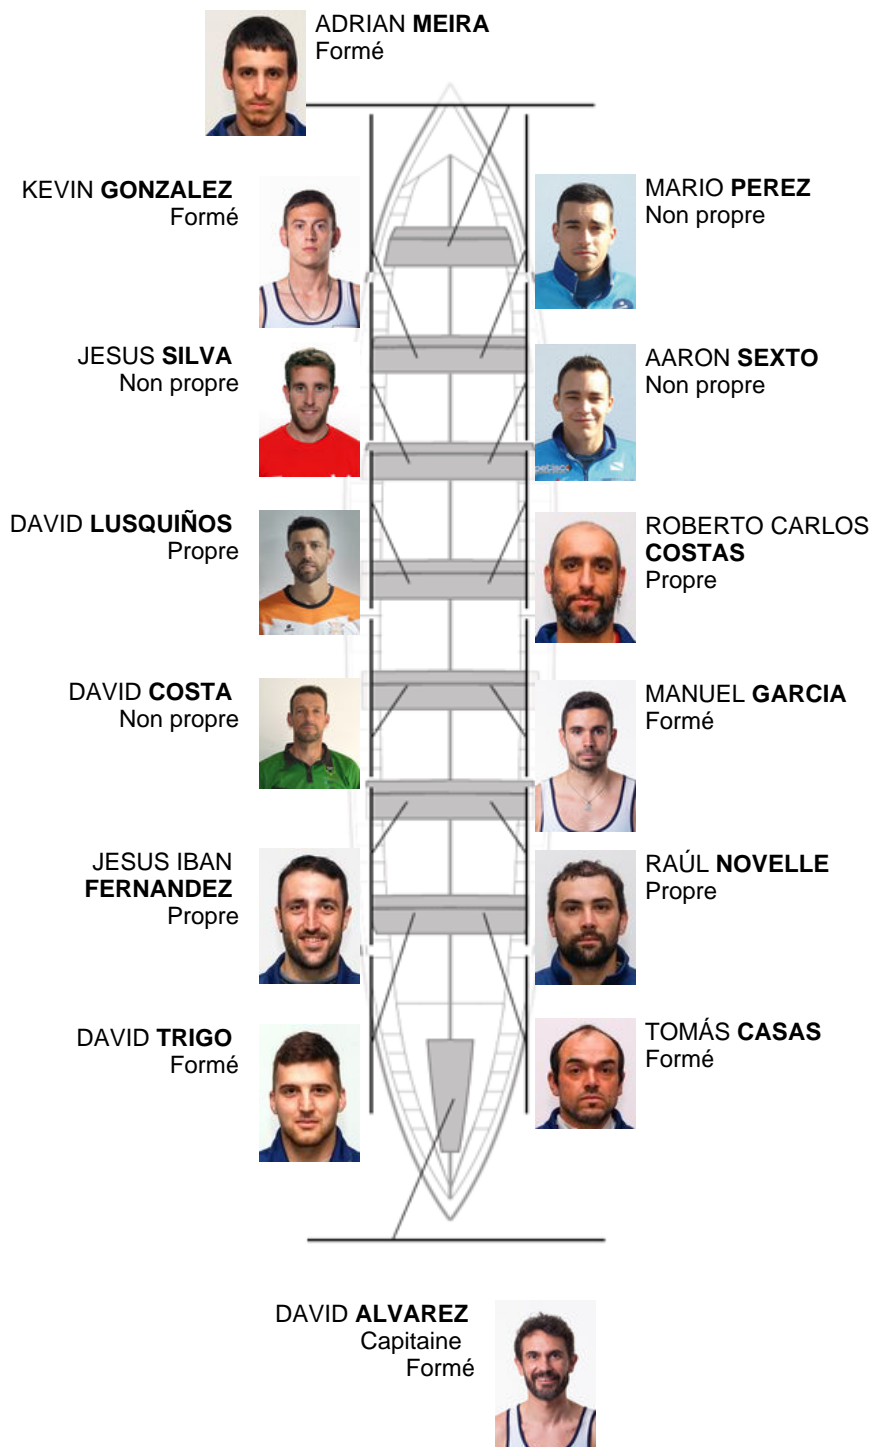 ADRIAN MEIRA
Formé
KEVIN GONZALEZ
Formé
MARIO PEREZ
Non propre
JESUS SILVA
Non propre
AARON SEXTO
Non propre
DAVID LUSQUIÑOS
Propre
ROBERTO CARLOS
COSTAS
Propre
DAVID COSTA
Non propre
MANUEL GARCIA
Formé
JESUS IBAN
FERNANDEZ
Propre
RAÚL NOVELLE
Propre
DAVID TRIGO
Formé
TOMÁS CASAS
Formé
DAVID ALVAREZ
Capitaine
Formé